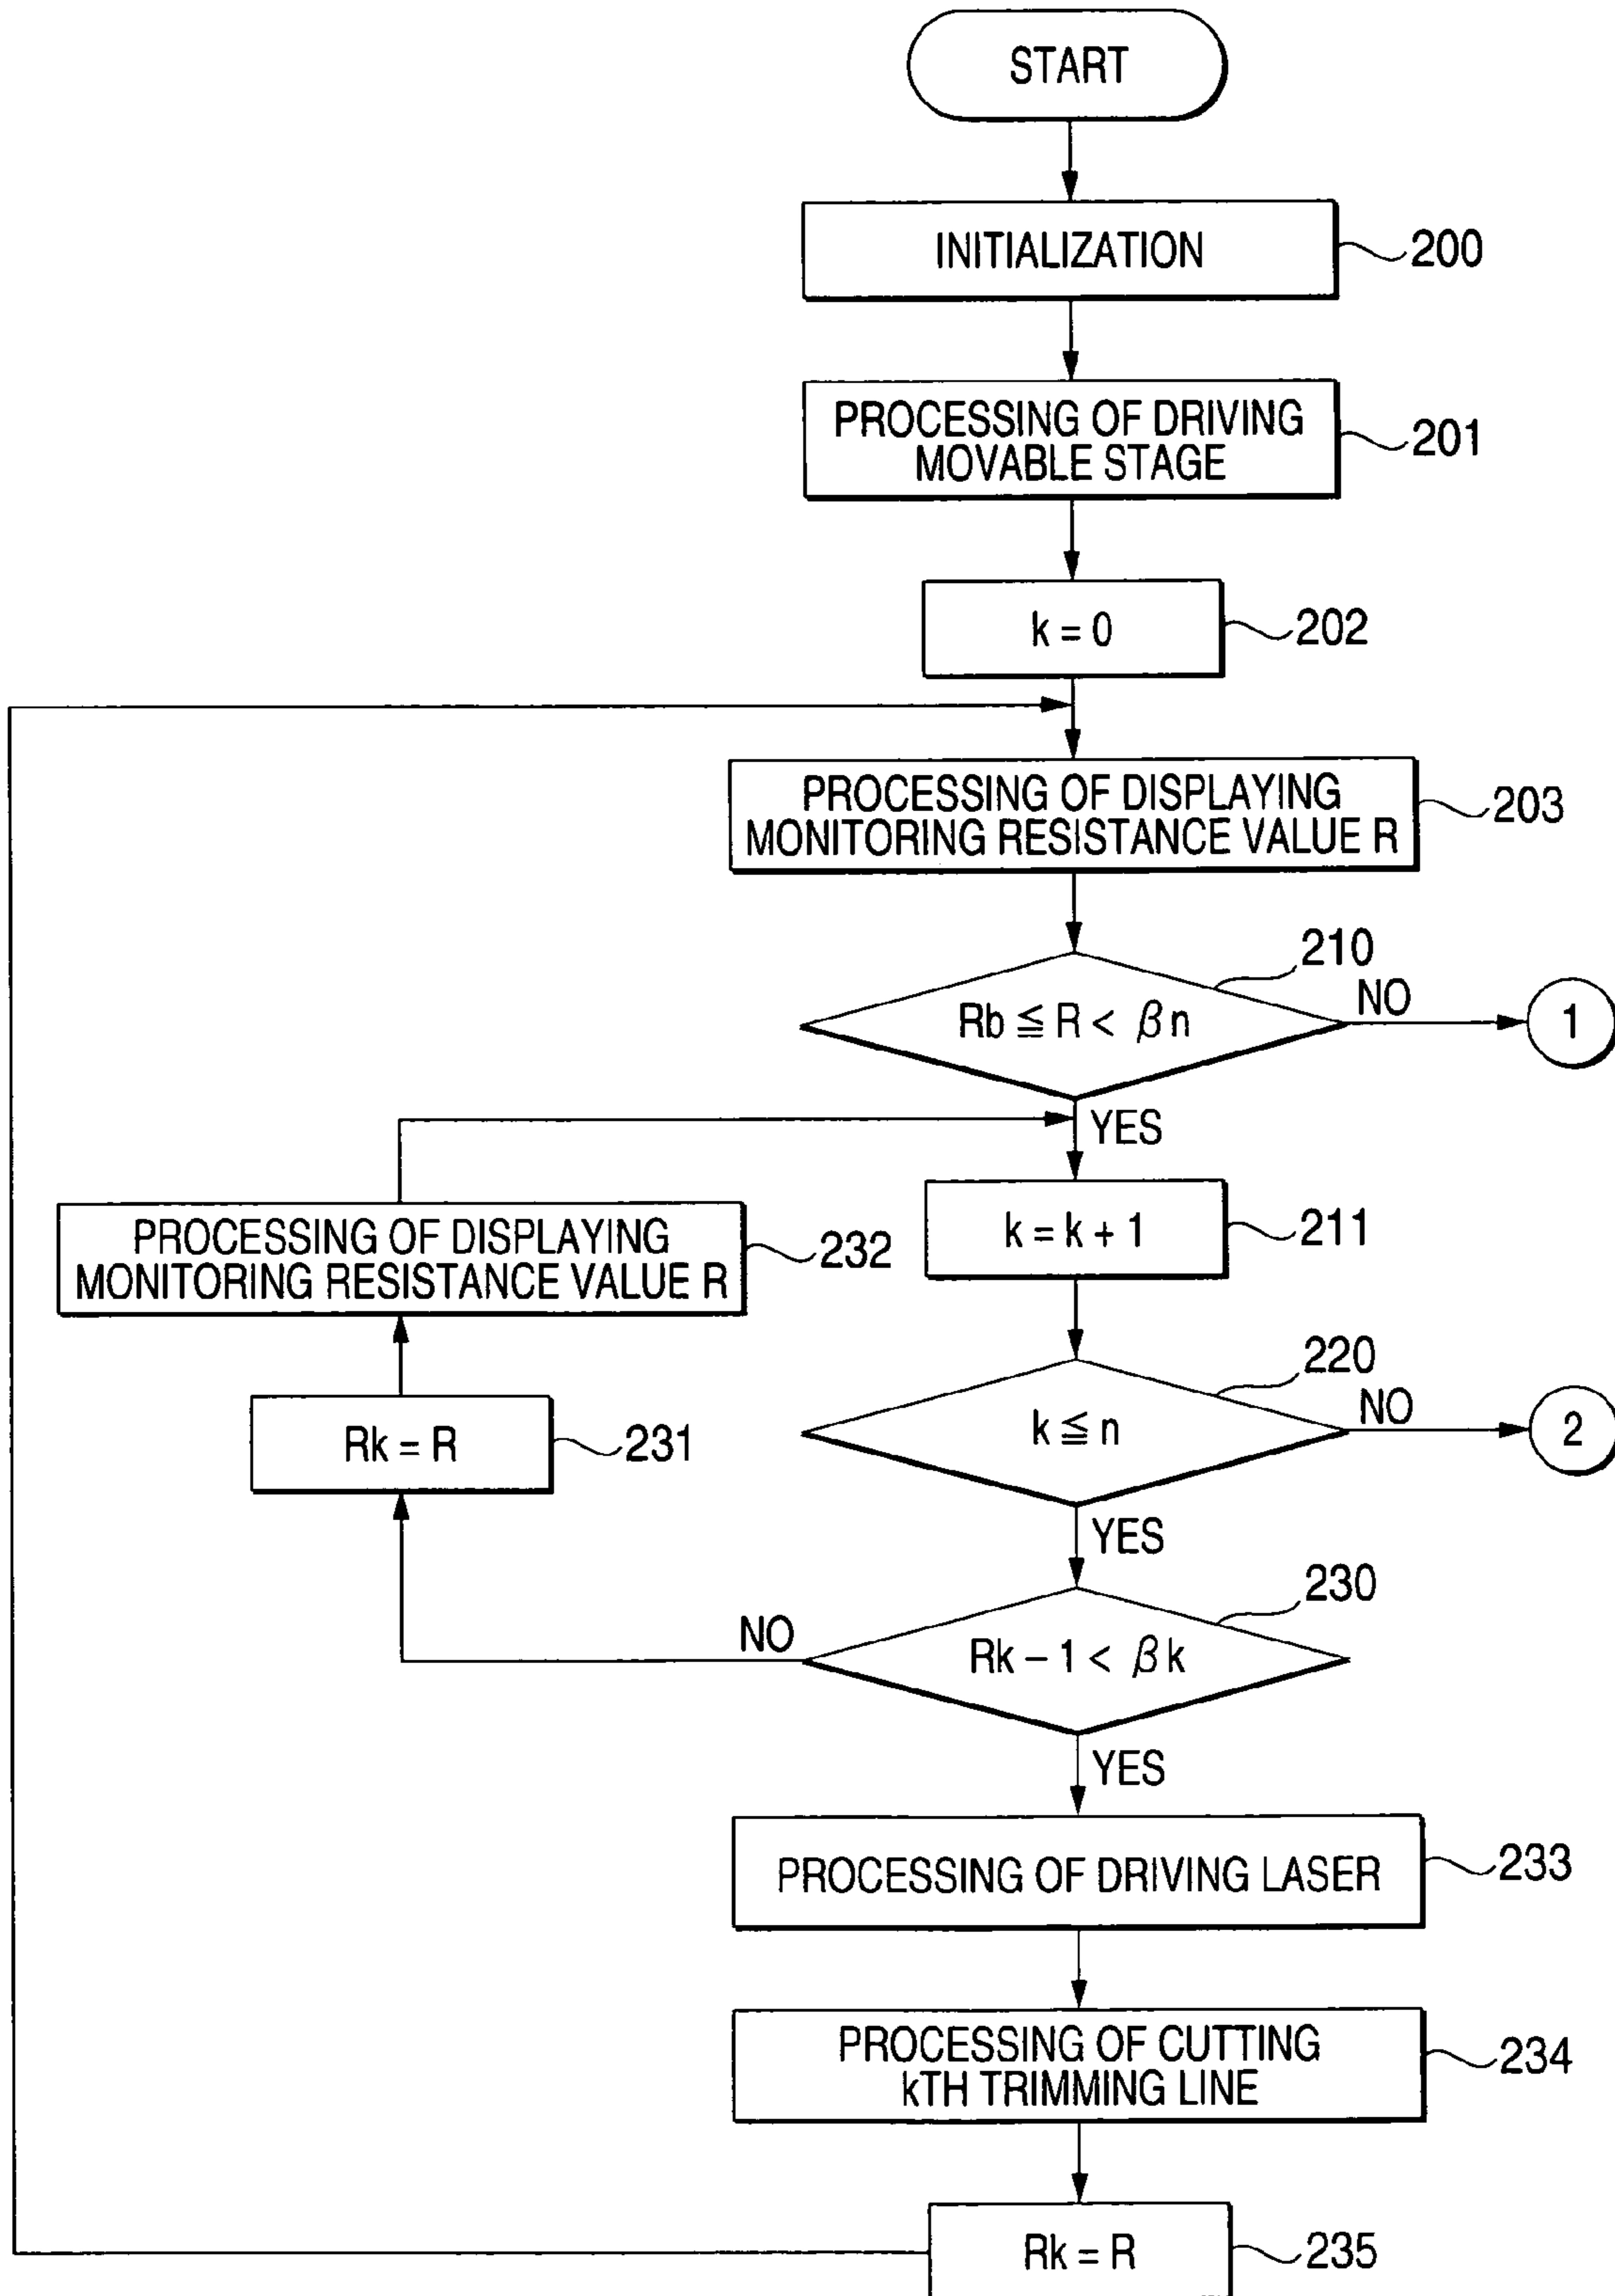 START
INITIALIZATION
200
PROCESSING OF DRIVING
MOVABLE STAGE
201
k = 0
202
PROCESSING OF DISPLAYING
MONITORING RESISTANCE VALUE R
203
210
Rb ≦ R < βn
NO
1
YES
k = k + 1
211
PROCESSING OF DISPLAYING
MONITORING RESISTANCE VALUE R
232
220
k ≦ n
NO
2
Rk = R
231
YES
230
Rk – 1 < βk
NO
YES
PROCESSING OF DRIVING LASER
233
PROCESSING OF CUTTING
kTH TRIMMING LINE
234
Rk = R
235